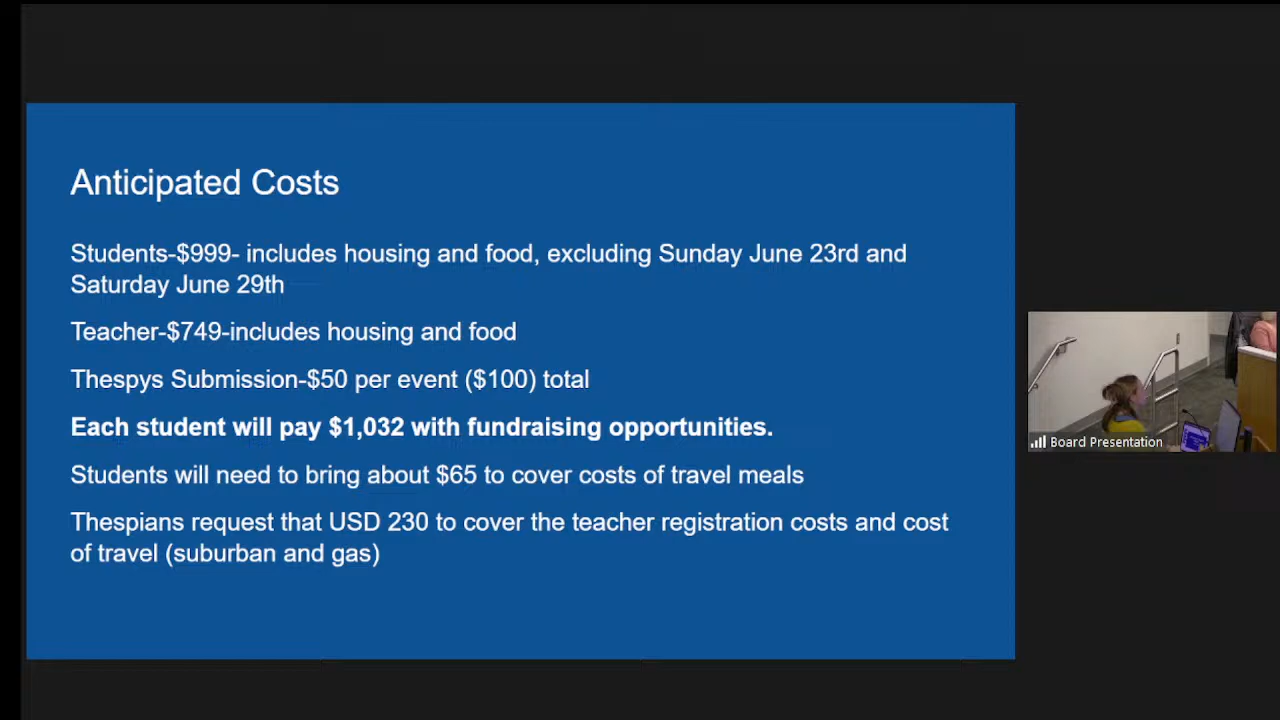 Anticipated Costs
Students-$999- includes housing and food, excluding Sunday June 23rd and
Saturday June 29th
Teacher-$749-includes housing and food
Thespys Submission-$50 per event ($100) total
Each student will pay $1,032 with fundraising opportunities.
Students will need to bring about $65 to cover costs of travel meals
Thespians request that USD 230 to cover the teacher registration costs and cost
of travel (suburban and gas)
Board Presentation